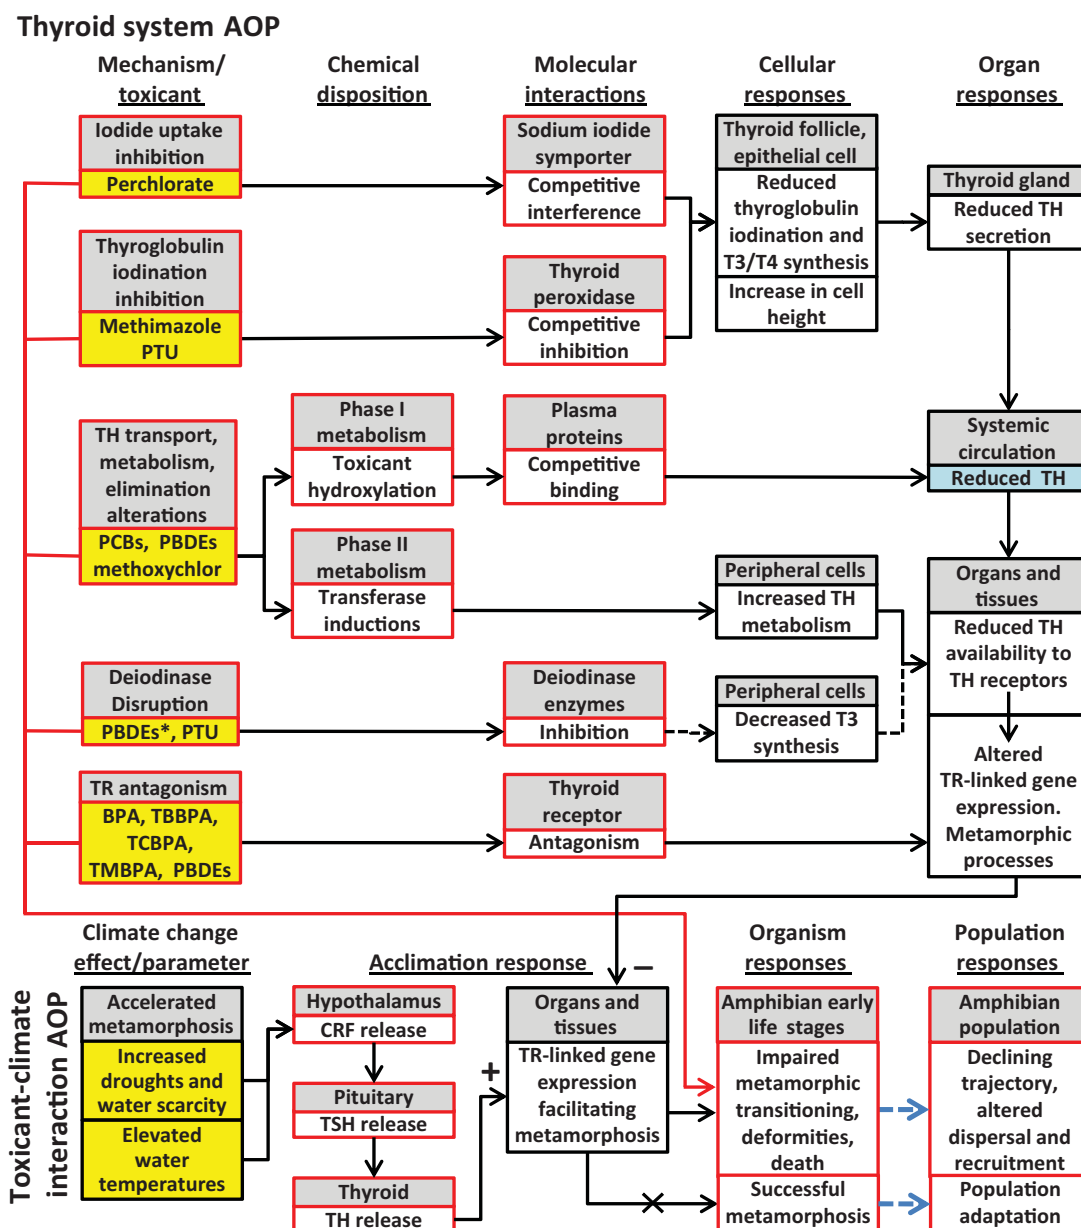 Thyroid system AOP
Mechanism/
toxicant
Chemical
disposition
Molecular
interactions
Cellular
responses
Organ
responses
Iodide uptake
inhibition
Perchlorate
Sodium iodide
symporter
Competitive
interference
Thyroid follicle,
epithelial cell
Reduced
thyroglobulin
iodination and
T3/T4 synthesis
Increase in cell
height
Thyroid gland
Reduced TH
secretion
Thyroglobulin
iodination
inhibition
Methimazole
PTU
Thyroid
peroxidase
Competitive
inhibition
TH transport,
metabolism,
elimination
alterations
PCBs, PBDEs
methoxychlor
Phase I
metabolism
Toxicant
hydroxylation
Plasma
proteins
Competitive
binding
Systemic
circulation
Reduced TH
Phase II
metabolism
Transferase
inductions
Peripheral cells
Increased TH
metabolism
Organs and
tissues
Reduced TH
availability to
TH receptors
Deiodinase
Disruption
PBDEs*, PTU
Deiodinase
enzymes
Inhibition
Peripheral cells
Decreased T3
synthesis
Altered
TR-linked gene
expression.
Metamorphic
processes
TR antagonism
BPA, TBBPA,
TCBPA,
TMBPA, PBDEs
Thyroid
receptor
Antagonism
Toxicant-climate
interaction AOP
Climate change
effect/parameter
Acclimation response
Organism
responses
Population
responses
Accelerated
metamorphosis
Increased
droughts and
water scarcity
Elevated
water
temperatures
Hypothalamus
CRF release
Pituitary
TSH release
Thyroid
TH release
+
−
Organs and
tissues
TR-linked gene
expression
facilitating
metamorphosis
Amphibian early
life stages
Impaired
metamorphic
transitioning,
deformities,
death
Successful
metamorphosis
Amphibian
population
Declining
trajectory,
altered
dispersal and
recruitment
Population
adaptation